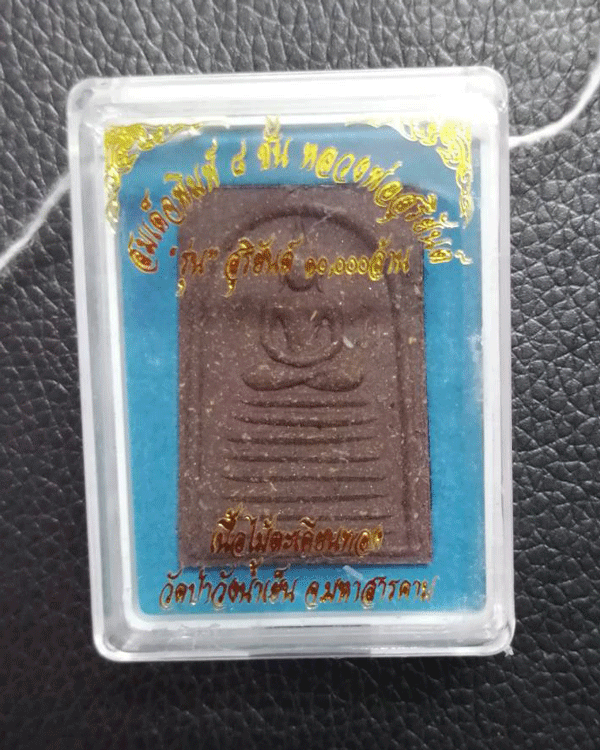 สมเด็จพิมพ์ ๘ ชั้น หลวงพ่อสุริยันต์
"รุ่น" สุริยันต์ ๑๐,๐๐๐ล้าน
เนื้อไม้ตะเคียนทอง
วัดป่าวังน้ำเย็น จ.มหาสารคาม